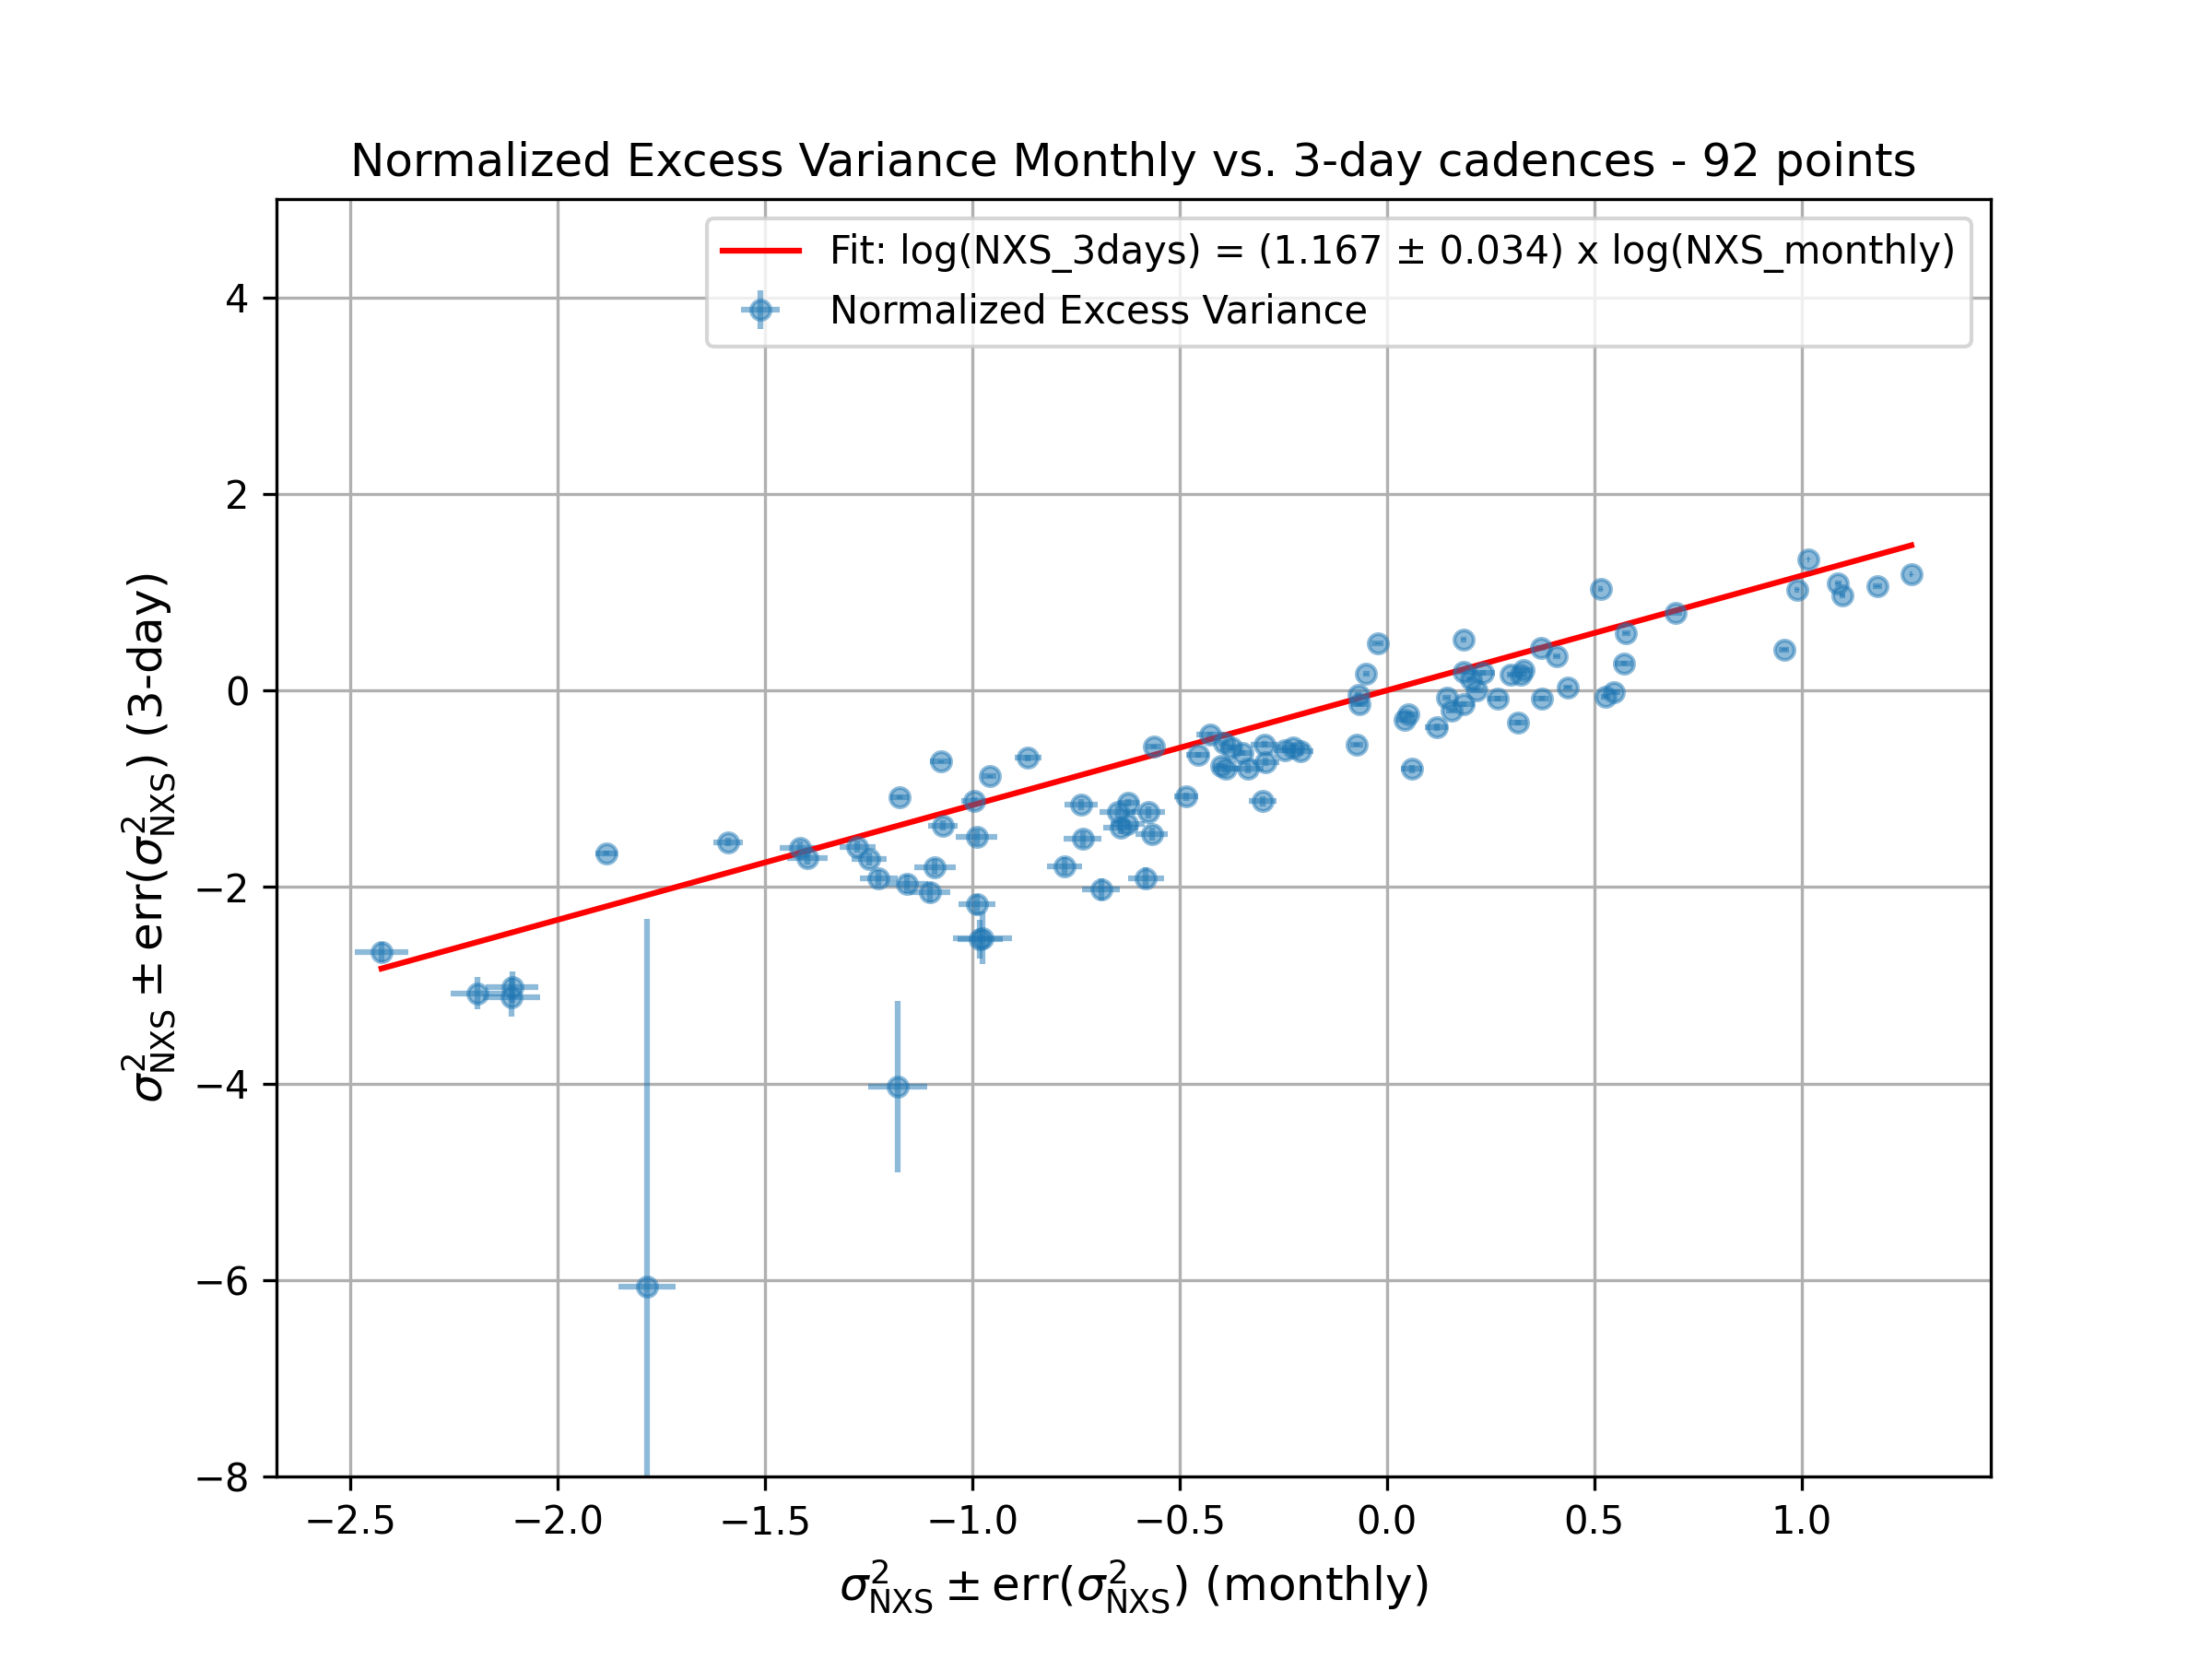 Normalized Excess Variance Monthly vs. 3-day cadences - 92 points
Fit: log(NXS_3days) = (1.167 ± 0.034) x log(NXS_monthly)
Normalized Excess Variance
4
2
0
−2
−4
−6
−8
σ²NXS ± err(σ²NXS) (3-day)
−2.5 −2.0 −1.5 −1.0 −0.5 0.0 0.5 1.0
σ²NXS ± err(σ²NXS) (monthly)